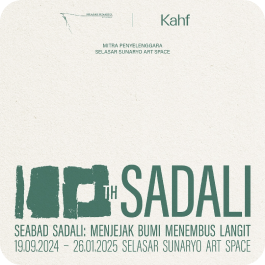 Kahf
MITRA PENYELENGGARA
SELASAR SUNARYO ART SPACE
100TH SADALI
SEABAD SADALI: MENJEJAK BUMI MENEMBUS LANGIT
19.09.2024 – 26.01.2025 SELASAR SUNARYO ART SPACE